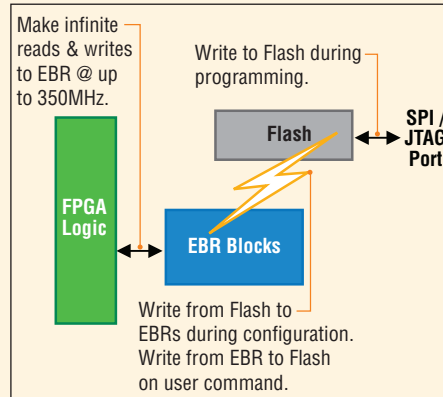 Make infinite
reads & writes
to EBR @ up
to 350MHz.
Write to Flash during
programming.
Flash
SPI /
JTAG
Port
FPGA
Logic
EBR Blocks
Write from Flash to
EBRs during configuration.
Write from EBR to Flash
on user command.